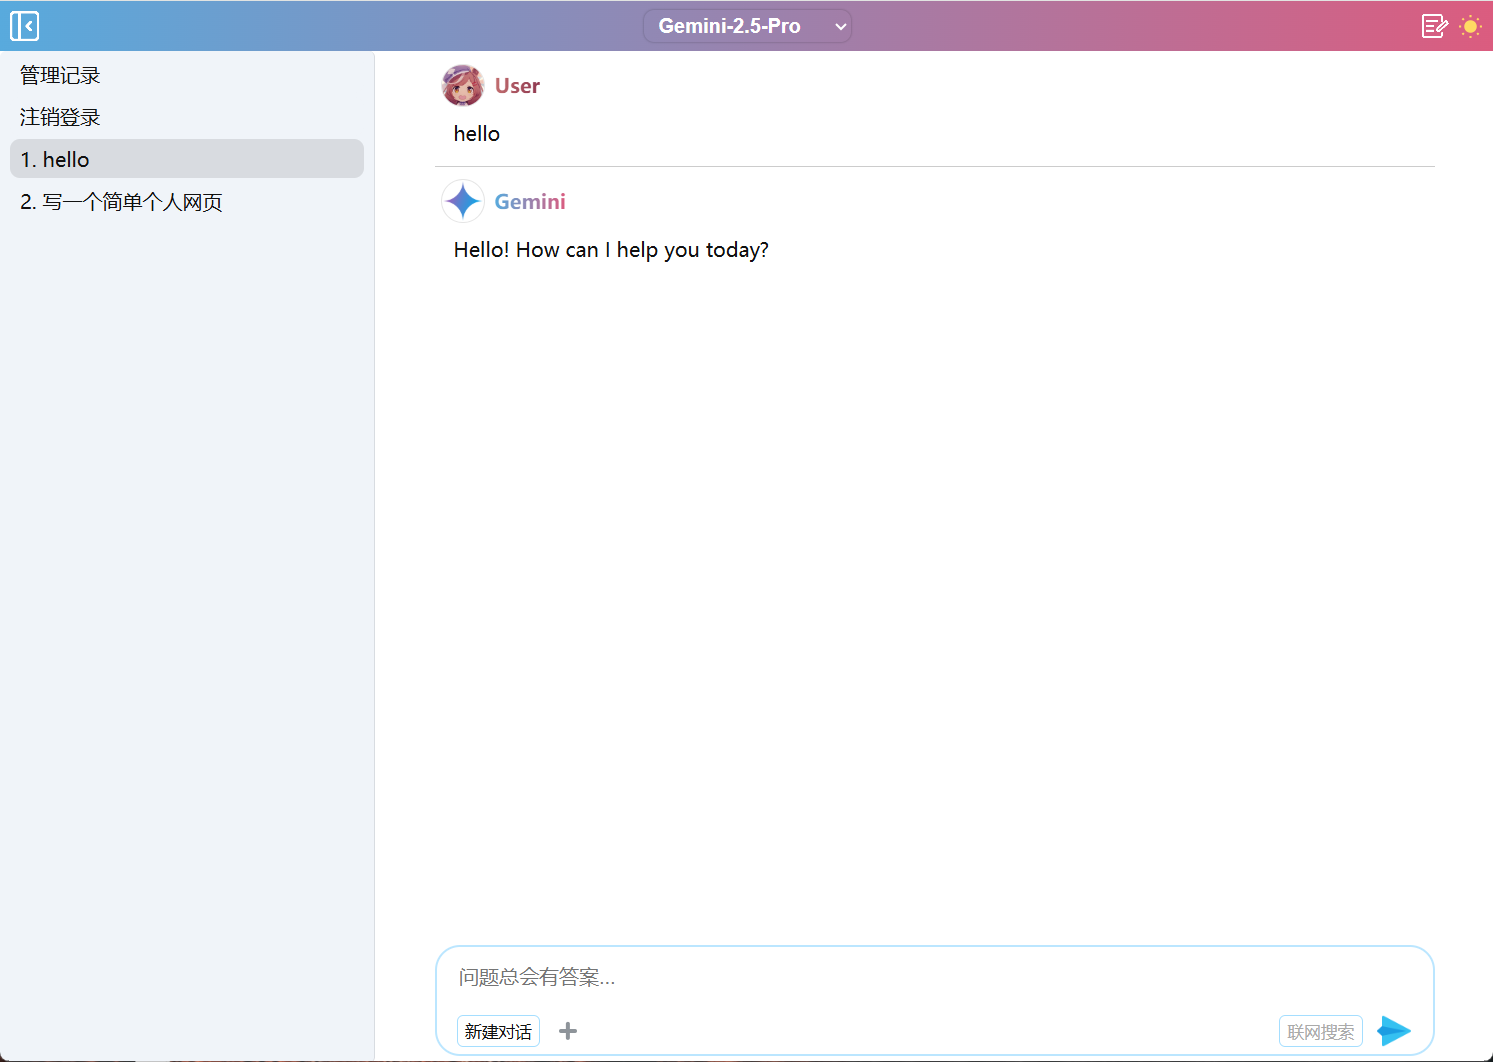 Gemini-2.5-Pro
管理记录
注销登录
1. hello
2. 写一个简单个人网页
User
hello
Gemini
Hello! How can I help you today?
问题总会有答案...
新建对话
联网搜索